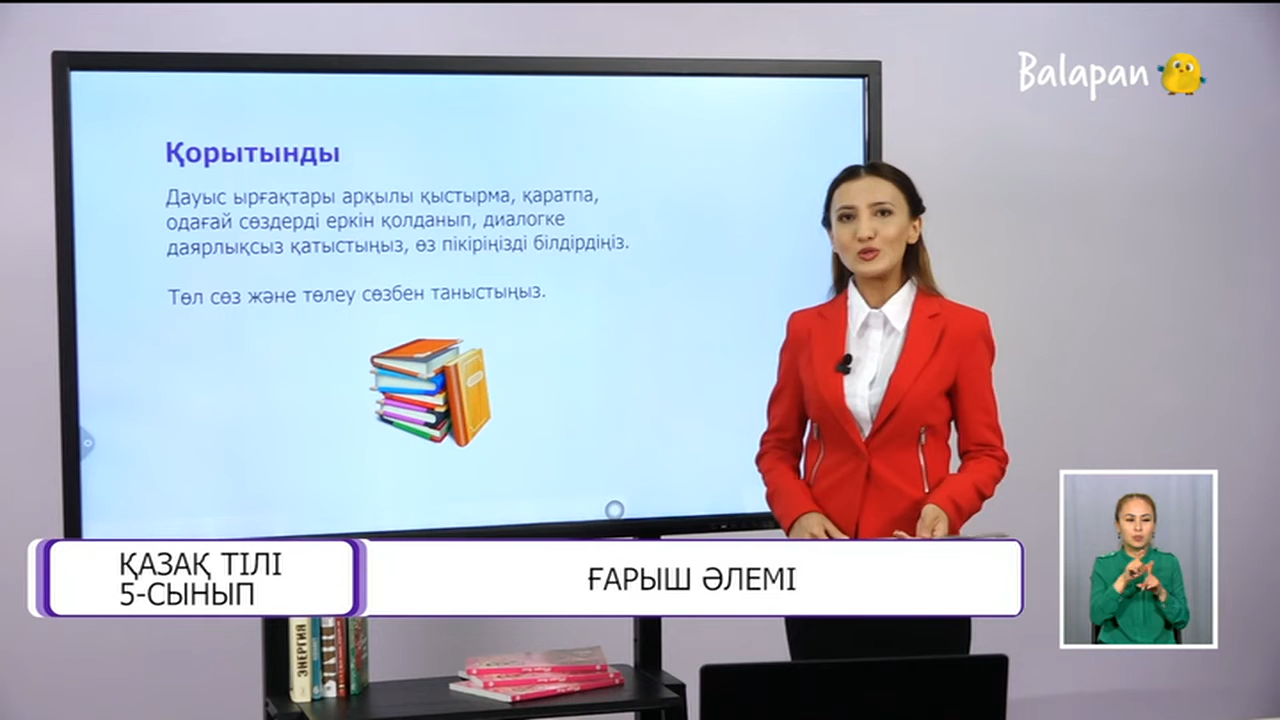 Balapan
Қорытынды
Дауыс ырғақтары арқылы қыстырма, қаратпа,
одағай сөздерді еркін қолданып, диалогке
даярлықсыз қатыстыңыз, өз пікіріңізді білдірдіңіз.
Төл сөз және төлеу сөзбен таныстыңыз.
ҚАЗАҚ ТІЛІ
5-СЫНЫП
ҒАРЫШ ӘЛЕМІ
ЭНЕРГИЯ